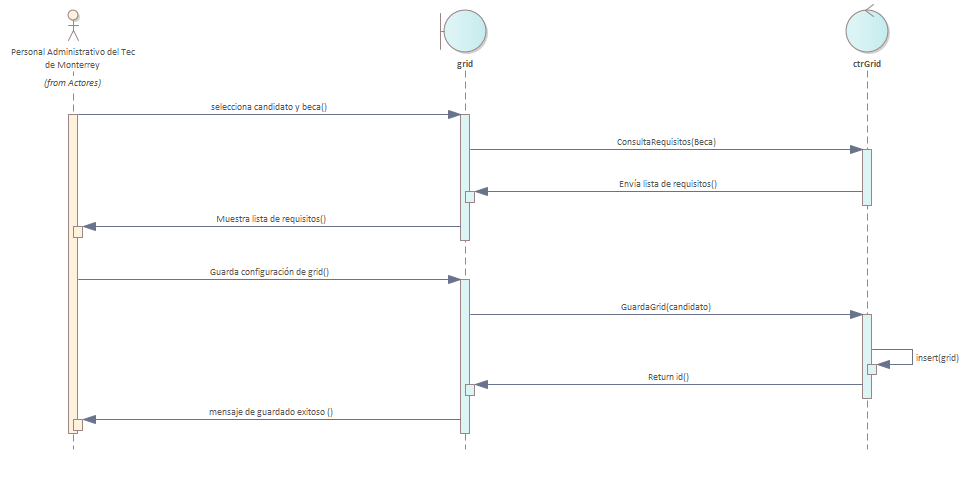 Personal Administrativo del Tec
de Monterrey
(from Actores)
grid
ctrGrid
selecciona candidato y beca()
ConsultaRequisitos(Beca)
Envía lista de requisitos()
Muestra lista de requisitos()
Guarda configuración de grid()
GuardaGrid(candidato)
insert(grid)
Return id()
mensaje de guardado exitoso ()